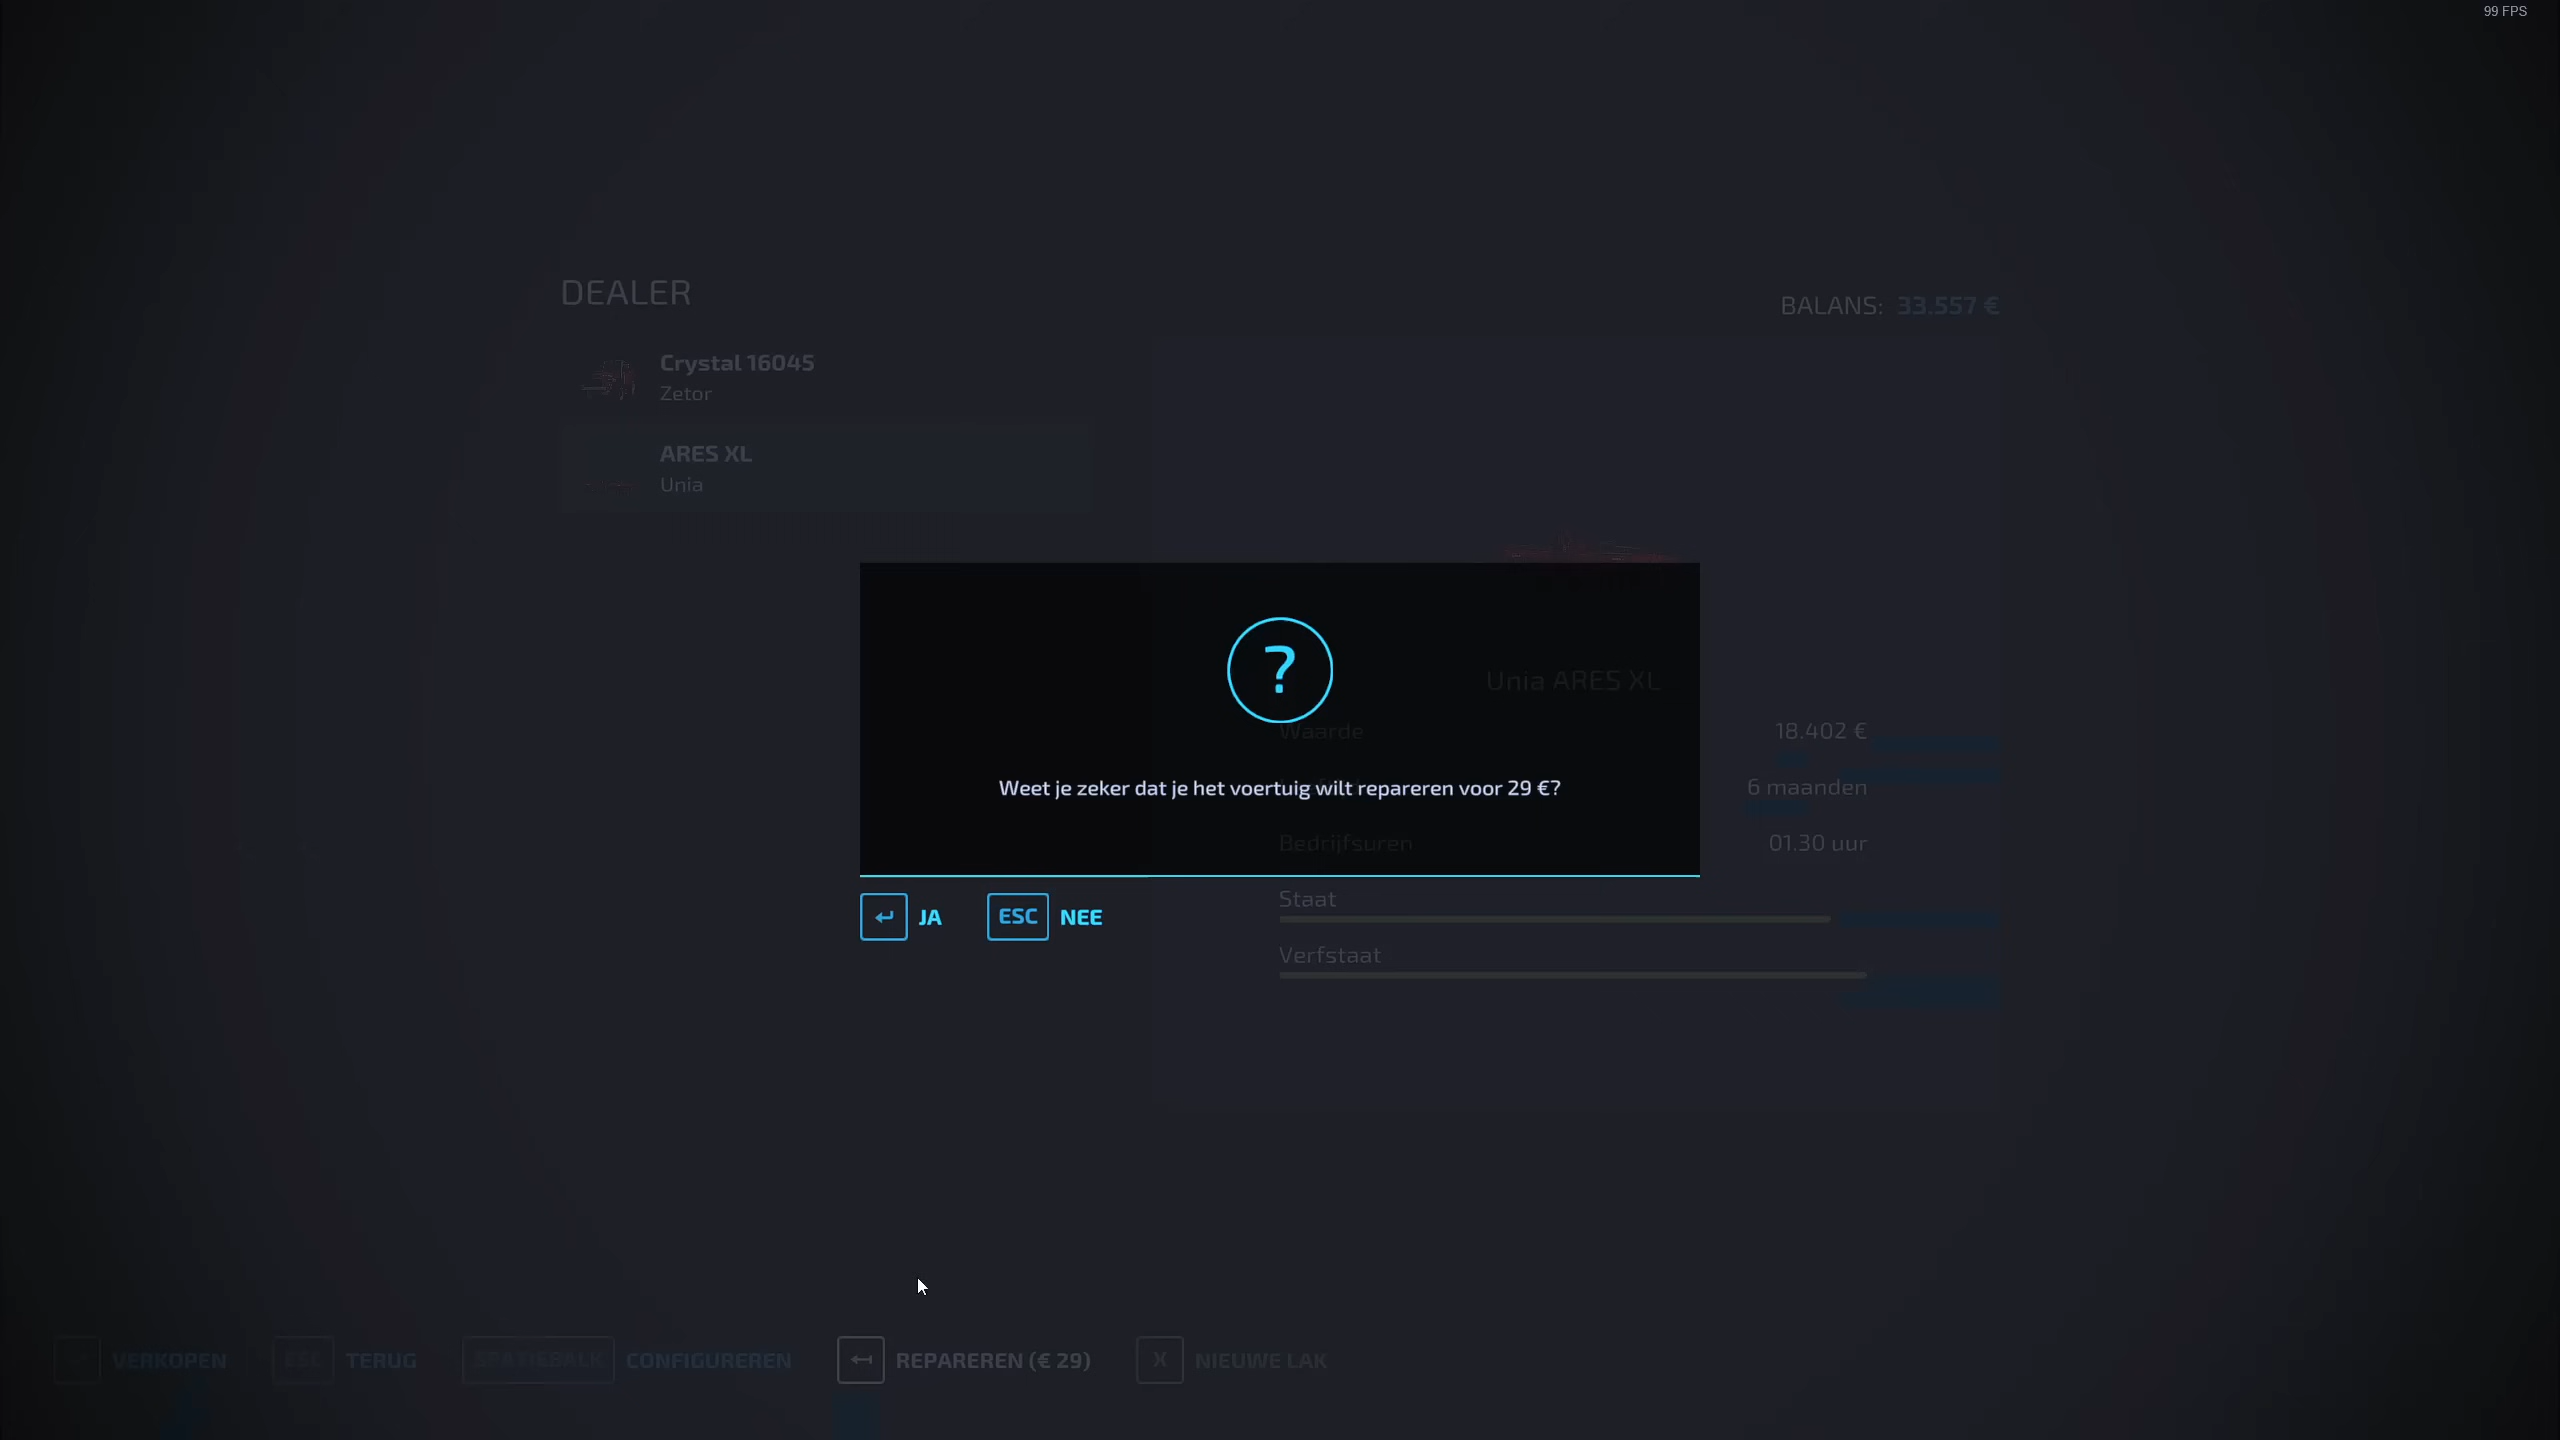 99 FPS
DEALER
BALANS: 33.557 €
Crystal 16045
Zetor
ARES XL
Unia
?
Unia ARES XL
Waarde 18.402 €
Weet je zeker dat je het voertuig wilt repareren voor 29 €?
6 maanden
Bedrijfsuren 01.30 uur
JA ESC NEE
Staat
Verfstaat
VERKOPEN ESC TERUG SPATIEBALK CONFIGUREREN REPAREREN (€ 29) X NIEUWE LAK